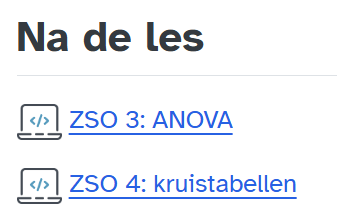 Na de les
ZSO 3: ANOVA
ZSO 4: kruistabellen